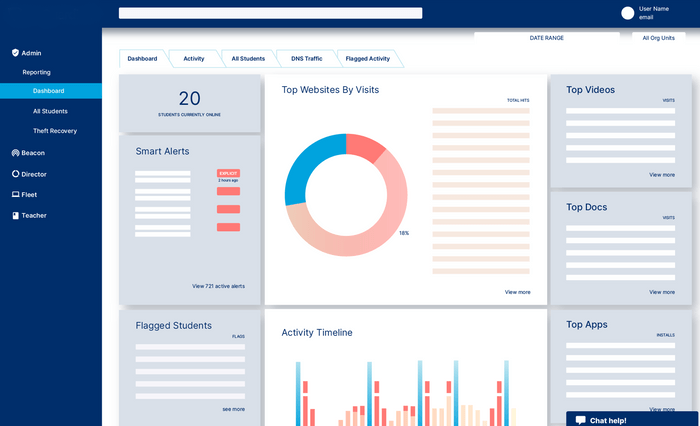 User Name
email
DATE RANGE
All Org Units
Admin
Reporting
Dashboard
All Students
Theft Recovery
Beacon
Director
Fleet
Teacher
Dashboard
Activity
All Students
DNS Traffic
Flagged Activity
20
STUDENTS CURRENTLY ONLINE
Smart Alerts
EXPLICIT
2 hours ago
View 721 active alerts
Flagged Students
FLAGS
see more
Top Websites By Visits
TOTAL HITS
18%
View more
Activity Timeline
Top Videos
VISITS
View more
Top Docs
VISITS
View more
Top Apps
INSTALLS
View more
Chat help!